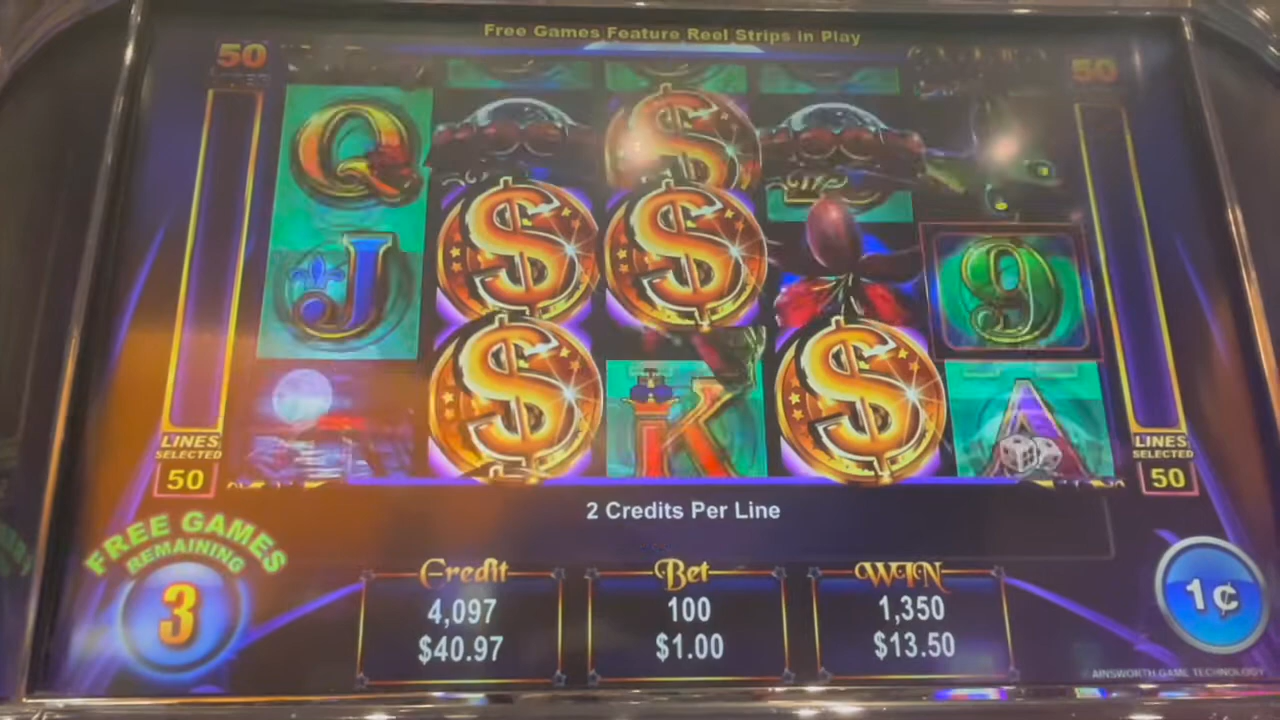 Free Games Feature Reel Strips in Play
50
50
Q
$
$
$
J
9
$
$
K
A
LINES
SELECTED
50
LINES
SELECTED
50
2 Credits Per Line
FREE GAMES
REMAINING
3
Credit
4,097
$40.97
Bet
100
$1.00
WIN
1,350
$13.50
1¢
AINSWORTH GAME TECHNOLOGY